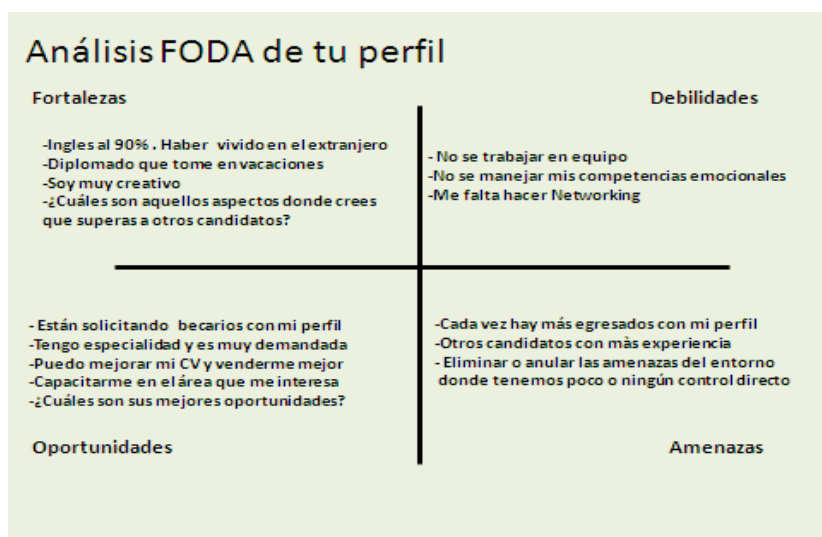 Análisis FODA de tu perfil
Fortalezas
-Ingles al 90% . Haber vivido en el extranjero
-Diplomado que tome en vacaciones
-Soy muy creativo
-¿Cuáles son aquellos aspectos donde crees
que superas a otros candidatos?
Debilidades
- No se trabajar en equipo
-No se manejar mis competencias emocionales
-Me falta hacer Networking
- Están solicitando becarios con mi perfil
-Tengo especialidad y es muy demandada
-Puedo mejorar mi CV y venderme mejor
-Capacitarme en el área que me interesa
-¿Cuáles son sus mejores oportunidades?
Oportunidades
-Cada vez hay más egresados con mi perfil
-Otros candidatos con màs experiencia
- Eliminar o anular las amenazas del entorno
donde tenemos poco o ningún control directo
Amenazas